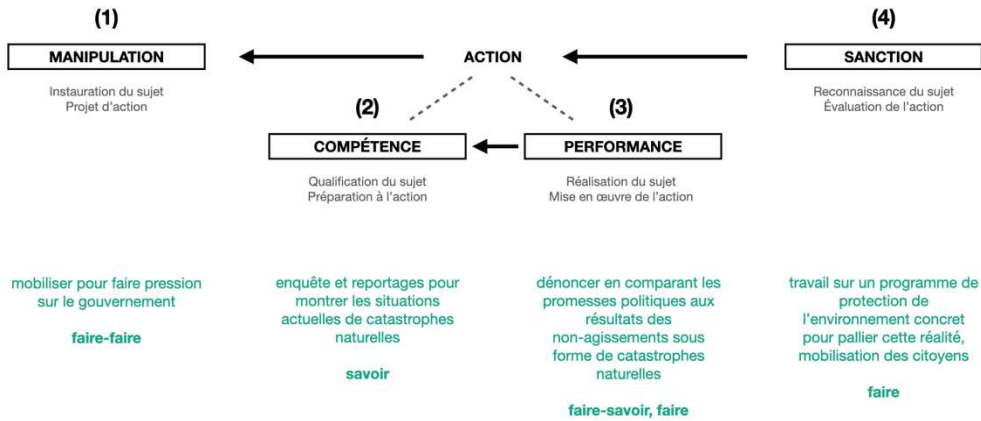 (1)
(4)
MANIPULATION
ACTION
SANCTION
Instauration du sujet
Projet d'action
Reconnaissance du sujet
Évaluation de l'action
(2)
(3)
COMPÉTENCE
PERFORMANCE
Qualification du sujet
Préparation à l'action
Réalisation du sujet
Mise en œuvre de l'action
mobiliser pour faire pression
sur le gouvernement
faire-faire
enquête et reportages pour
montrer les situations
actuelles de catastrophes
naturelles
savoir
dénoncer en comparant les
promesses politiques aux
résultats des
non-agissements sous
forme de catastrophes
naturelles
faire-savoir, faire
travail sur un programme de
protection de
l'environnement concret
pour pallier cette réalité,
mobilisation des citoyens
faire